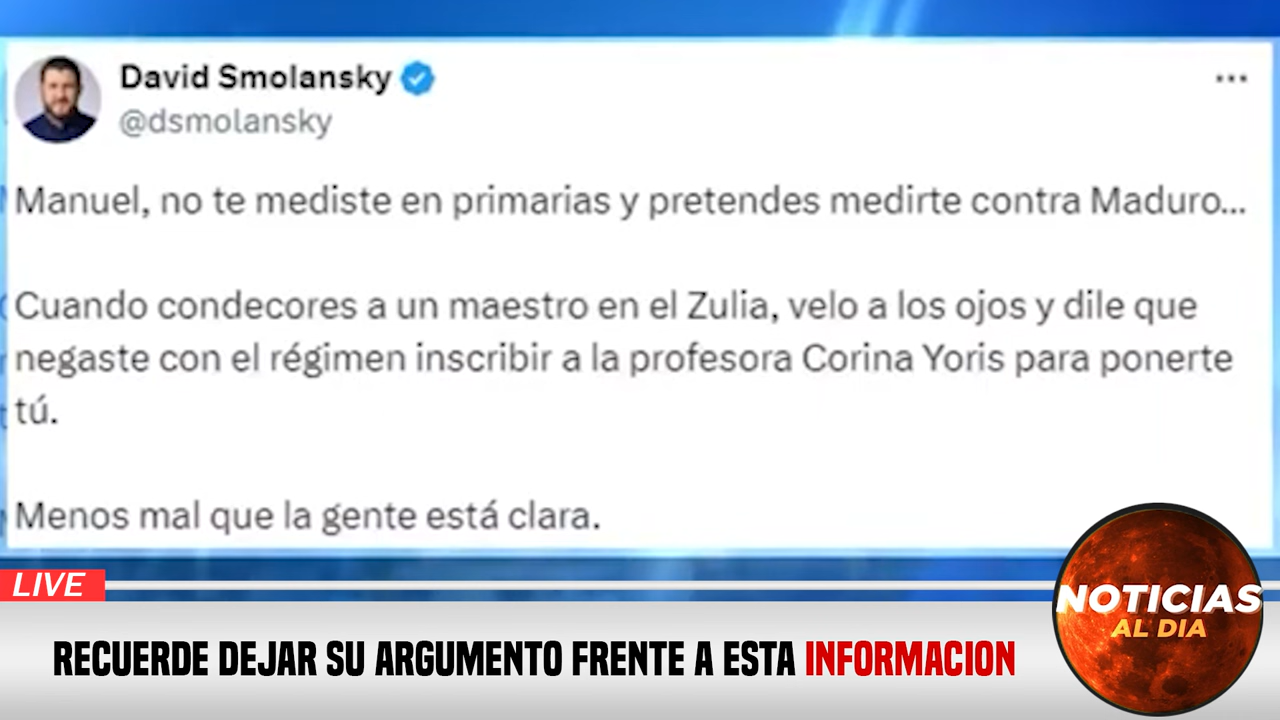 David Smolansky
@dsmolansky
Manuel, no te mediste en primarias y pretendes medirte contra Maduro...
Cuando condecores a un maestro en el Zulia, velo a los ojos y dile que
negaste con el régimen inscribir a la profesora Corina Yoris para ponerte
tú.
Menos mal que la gente está clara.
LIVE
RECUERDE DEJAR SU ARGUMENTO FRENTE A ESTA INFORMACION
NOTICIAS
AL DIA